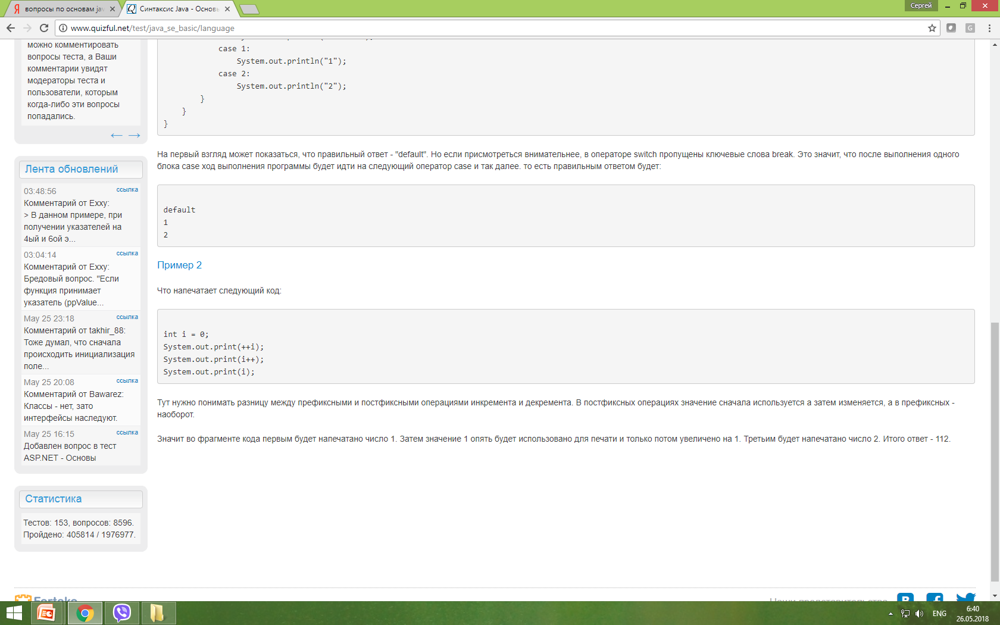 вопросы по основам jav
Синтаксис Java - Основы
Сергей
www.quizful.net/test/java_se_basic/language
можно комментировать
вопросы теста, а Ваши
комментарии увидят
модераторы теста и
пользователи, которым
когда-либо эти вопросы
попадались.
← →
Лента обновлений
03:48:56 ссылка
Комментарий от Exxy:
> В данном примере, при
получении указателей на
4ый и 6ой э...
03:04:14 ссылка
Комментарий от Exxy:
Бредовый вопрос. "Если
функция принимает
указатель (ppValue...
May 25 23:18 ссылка
Комментарий от takhir_88:
Тоже думал, что сначала
происходить инициализация
поле...
May 25 20:08 ссылка
Комментарий от Bawarez:
Классы - нет, зато
интерфейсы наследуют.
May 25 16:15 ссылка
Добавлен вопрос в тест
ASP.NET - Основы
Статистика
Тестов: 153, вопросов: 8596.
Пройдено: 405814 / 1976977.
case 1:
System.out.println("1");
case 2:
System.out.println("2");
}
}
}
На первый взгляд может показаться, что правильный ответ - "default". Но если присмотреться внимательнее, в операторе switch пропущены ключевые слова break. Это значит, что после выполнения одного
блока case ход выполнения программы будет идти на следующий оператор case и так далее. то есть правильным ответом будет:
default
1
2
Пример 2
Что напечатает следующий код:
int i = 0;
System.out.print(++i);
System.out.print(i++);
System.out.print(i);
Тут нужно понимать разницу между префиксными и постфиксными операциями инкремента и декремента. В постфиксных операциях значение сначала используется а затем изменяется, а в префиксных -
наоборот.
Значит во фрагменте кода первым будет напечатано число 1. Затем значение 1 опять будет использовано для печати и только потом увеличено на 1. Третьим будет напечатано число 2. Итого ответ - 112.
ENG
6:40
26.05.2018